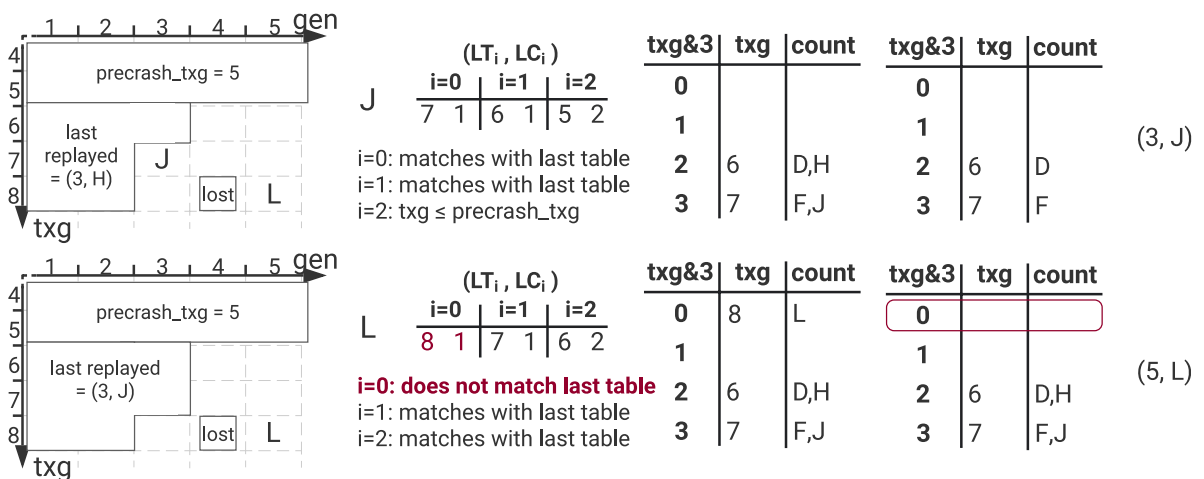 1 2 3 4 5 gen
4
5
6
7
8
txg
precrash_txg = 5
last
replayed
= (3, H)
J
lost L
J
(LTi , LCi )
i=0 i=1 i=2
7 1 6 1 5 2
i=0: matches with last table
i=1: matches with last table
i=2: txg ≤ precrash_txg
txg&3 txg count
0
1
2 6 D,H
3 7 F,J
txg&3 txg count
0
1
2 6 D
3 7 F
(3, J)
1 2 3 4 5 gen
4
5
6
7
8
txg
precrash_txg = 5
last replayed
= (3, J)
lost L
L
(LTi , LCi )
i=0 i=1 i=2
8 1 7 1 6 2
i=0: does not match last table
i=1: matches with last table
i=2: matches with last table
txg&3 txg count
0 8 L
1
2 6 D,H
3 7 F,J
txg&3 txg count
0
1
2 6 D,H
3 7 F,J
(5, L)